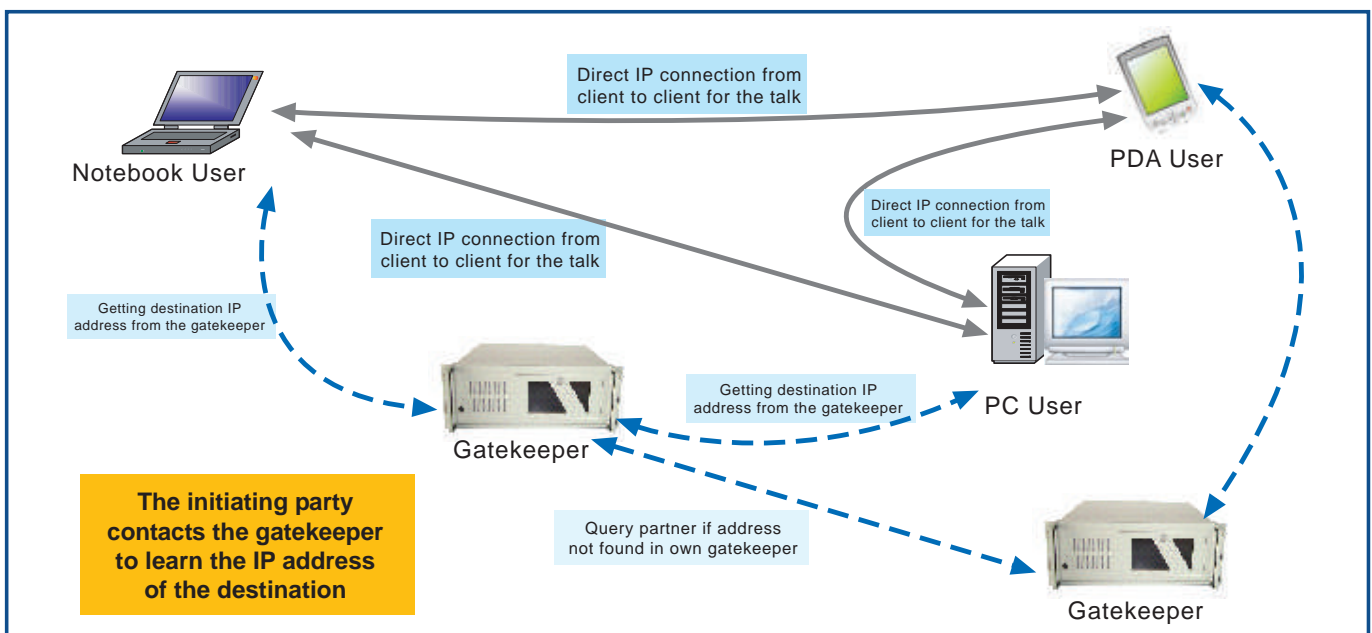 Direct IP connection from
client to client for the talk
Notebook User
PDA User
Direct IP connection from
client to client for the talk
Direct IP connection from
client to client for the talk
Getting destination IP
address from the gatekeeper
Getting destination IP
address from the gatekeeper
PC User
Gatekeeper
The initiating party
contacts the gatekeeper
to learn the IP address
of the destination
Query partner if address
not found in own gatekeeper
Gatekeeper